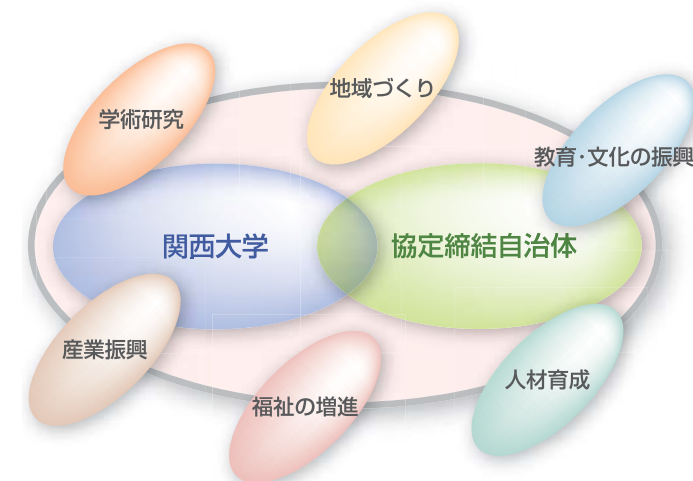 地域づくり
学術研究
教育・文化の振興
関西大学
協定締結自治体
産業振興
人材育成
福祉の増進